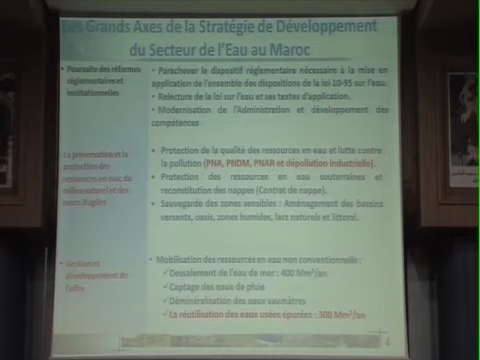 Les Grands Axes de la Stratégie de Développement
du Secteur de l'Eau au Maroc
• Poursuite des réformes
réglementaires et
institutionnelles
• Parachever le dispositif réglementaire nécessaire à la mise en
application de l'ensemble des dispositions de la loi 10-95 sur l'eau.
• Relecture de la loi sur l'eau et ses textes d'application.
• Modernisation de l'Administration et développement des
compétences
• La préservation et la
protection des
ressources en eau, du
milieu naturel et des
zones fragiles
• Protection de la qualité des ressources en eau et lutte contre
la pollution (PNA, PNDM, PNAR et dépollution industrielle).
• Protection des ressources en eau souterraines et
reconstitution des nappes (Contrat de nappe).
• Sauvegarde des zones sensibles : Aménagement des bassins
versants, oasis, zones humides, lacs naturels et littoral.
• Gestion et
développement de
l'offre
• Mobilisation des ressources en eau non conventionnelle :
✓Dessalement de l'eau de mer : 400 Mm³/an
✓Captage des eaux de pluie
✓Déminéralisation des eaux saumâtres
✓La réutilisation des eaux usées épurées : 300 Mm³/an
4